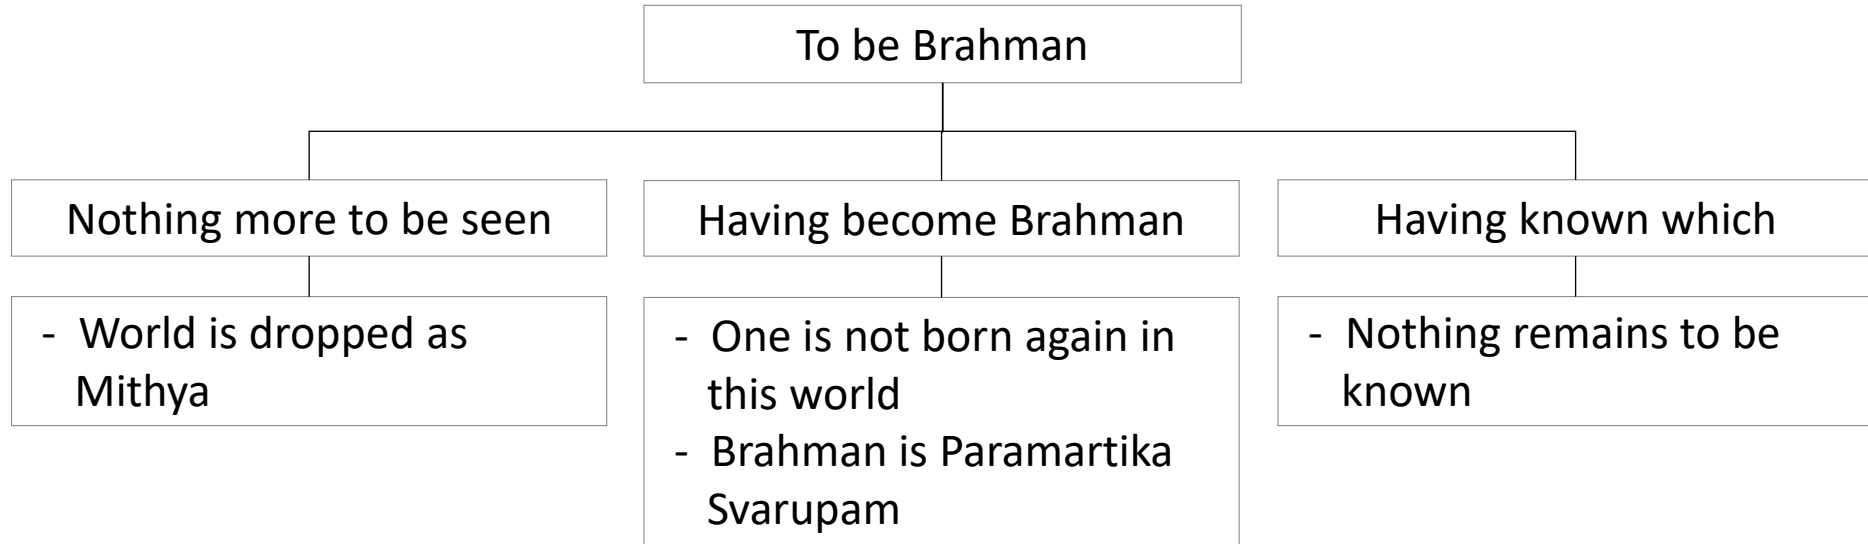 To be Brahman
Nothing more to be seen
Having become Brahman
Having known which
- World is dropped as
Mithya
- One is not born again in
this world
- Brahman is Paramartika
Svarupam
- Nothing remains to be
known